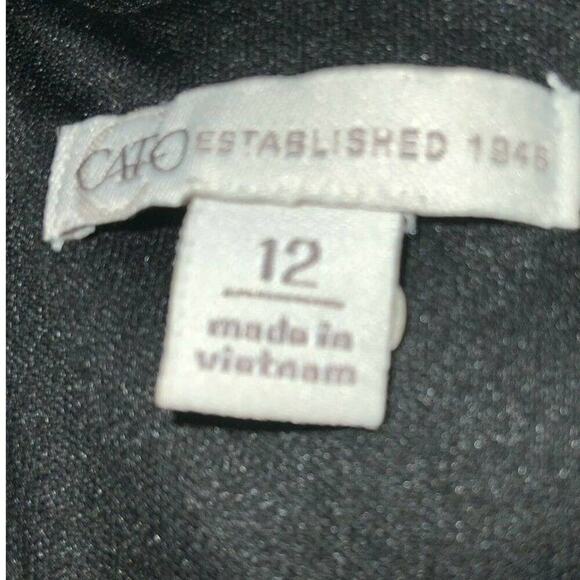 CATO ESTABLISHED 1946
12
made in
vietnam